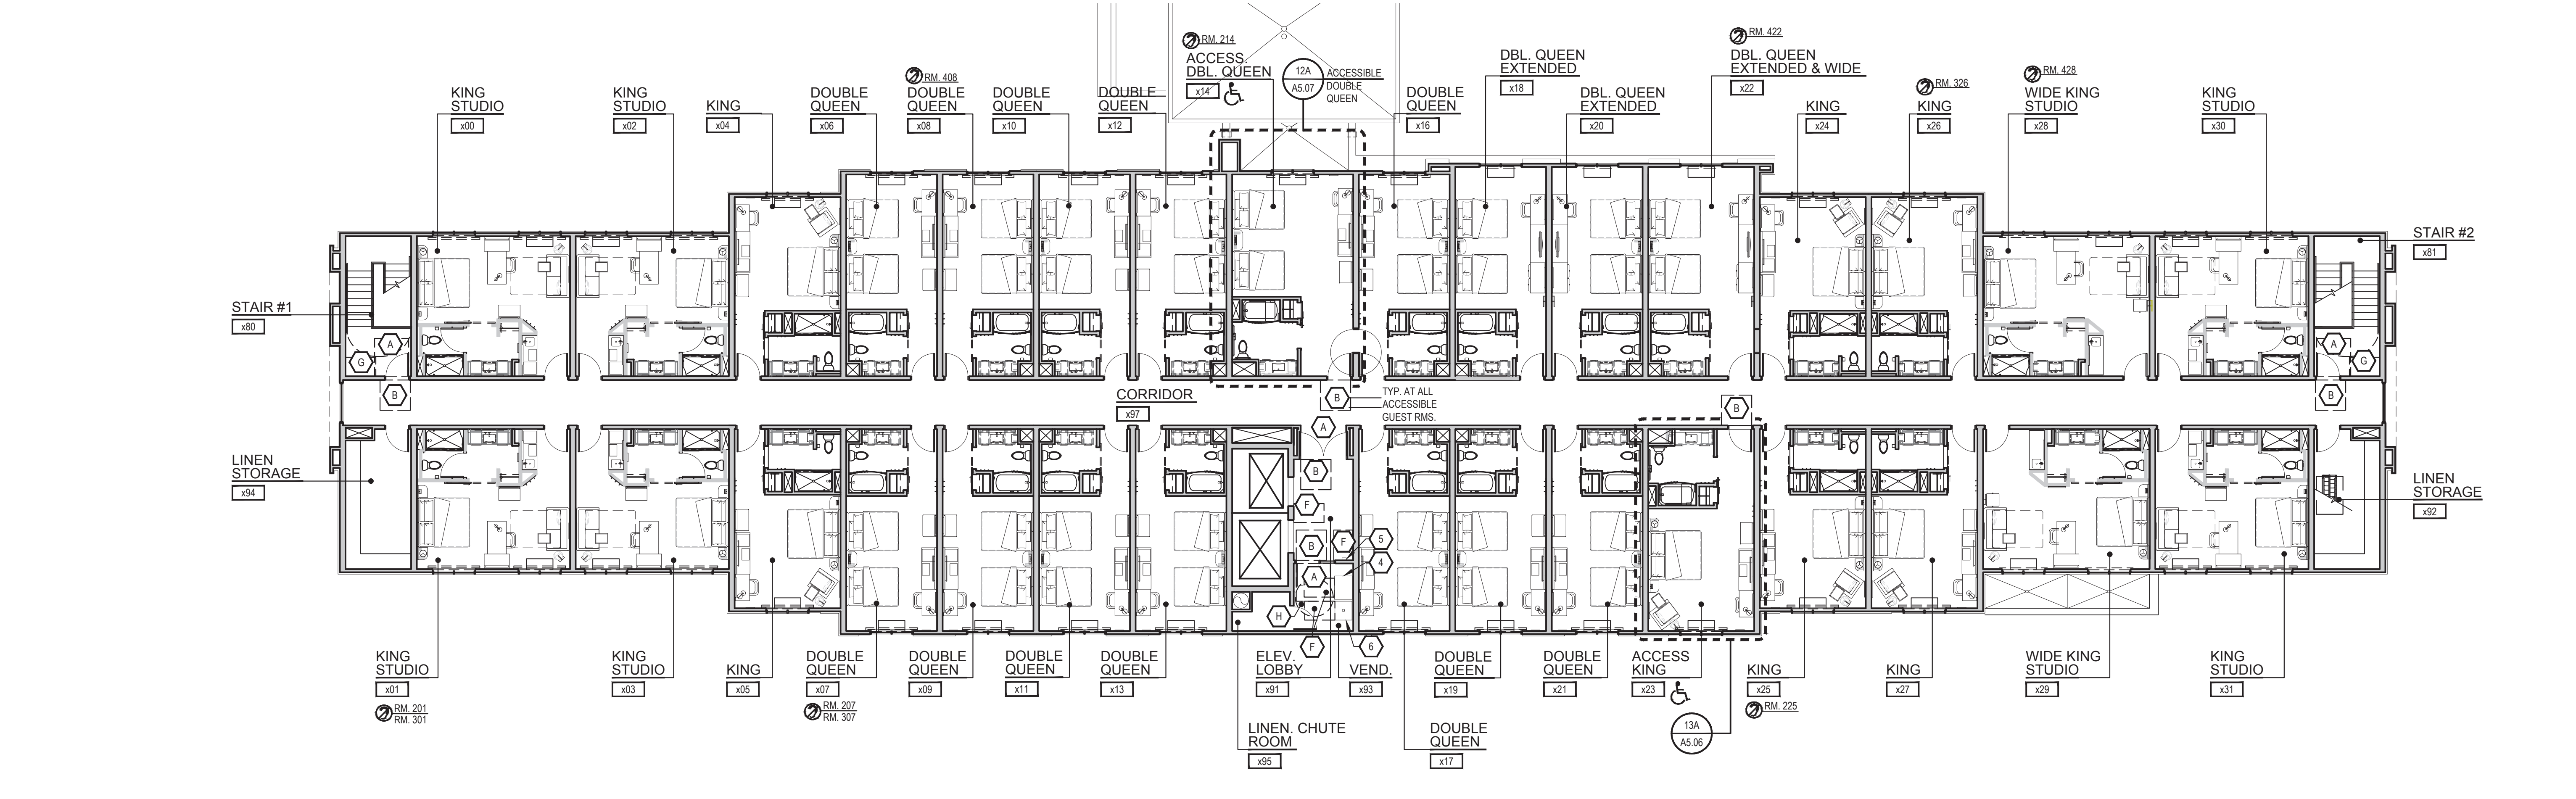 RM. 214
ACCESS.
DBL. QUEEN
x14
12A
A5.07
ACCESSIBLE
DOUBLE
QUEEN
DBL. QUEEN
EXTENDED
x18
RM. 422
DBL. QUEEN
EXTENDED & WIDE
x22
KING
STUDIO
x00
KING
STUDIO
x02
KING
x04
DOUBLE
QUEEN
x06
RM. 408
DOUBLE
QUEEN
x08
DOUBLE
QUEEN
x10
DOUBLE
QUEEN
x12
DOUBLE
QUEEN
x16
DBL. QUEEN
EXTENDED
x20
KING
x24
RM. 326
KING
x26
RM. 428
WIDE KING
STUDIO
x28
KING
STUDIO
x30
STAIR #2
x81
STAIR #1
x80
A
G
B
A
G
B
CORRIDOR
x97
B
TYP. AT ALL
ACCESSIBLE
GUEST RMS.
B
A
B
F
B
F
5
4
A
H
F
6
LINEN
STORAGE
x94
LINEN
STORAGE
x92
KING
STUDIO
x01
RM. 201
RM. 301
KING
STUDIO
x03
KING
x05
DOUBLE
QUEEN
x07
RM. 207
RM. 307
DOUBLE
QUEEN
x09
DOUBLE
QUEEN
x11
DOUBLE
QUEEN
x13
ELEV.
LOBBY
x91
VEND.
x93
DOUBLE
QUEEN
x19
DOUBLE
QUEEN
x21
ACCESS
KING
x23
KING
x25
RM. 225
KING
x27
WIDE KING
STUDIO
x29
KING
STUDIO
x31
LINEN. CHUTE
ROOM
x95
DOUBLE
QUEEN
x17
13A
A5.06